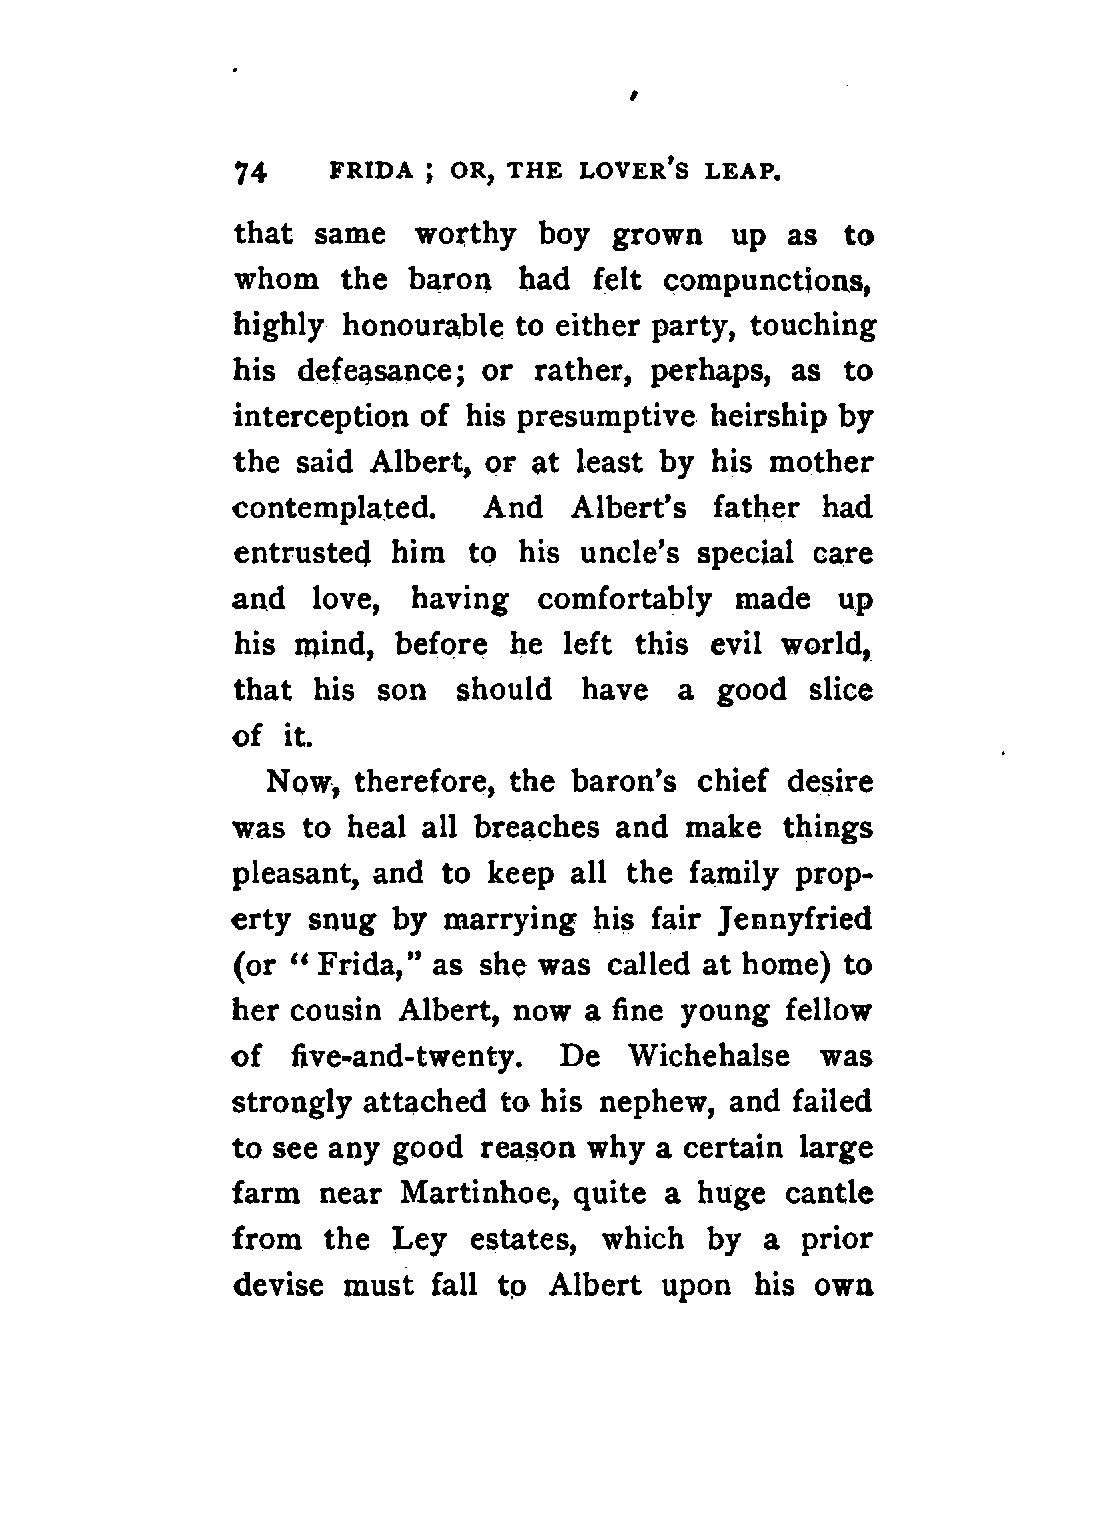 74 FRIDA ; OR, THE LOVER'S LEAP.
that same worthy boy grown up as to
whom the baron had felt compunctions,
highly honourable to either party, touching
his defeasance; or rather, perhaps, as to
interception of his presumptive heirship by
the said Albert, or at least by his mother
contemplated. And Albert's father had
entrusted him to his uncle's special care
and love, having comfortably made up
his mind, before he left this evil world,
that his son should have a good slice
of it.
Now, therefore, the baron's chief desire
was to heal all breaches and make things
pleasant, and to keep all the family prop-
erty snug by marrying his fair Jennyfried
(or "Frida," as she was called at home) to
her cousin Albert, now a fine young fellow
of five-and-twenty. De Wichehalse was
strongly attached to his nephew, and failed
to see any good reason why a certain large
farm near Martinhoe, quite a huge cantle
from the Ley estates, which by a prior
devise must fall to Albert upon his own